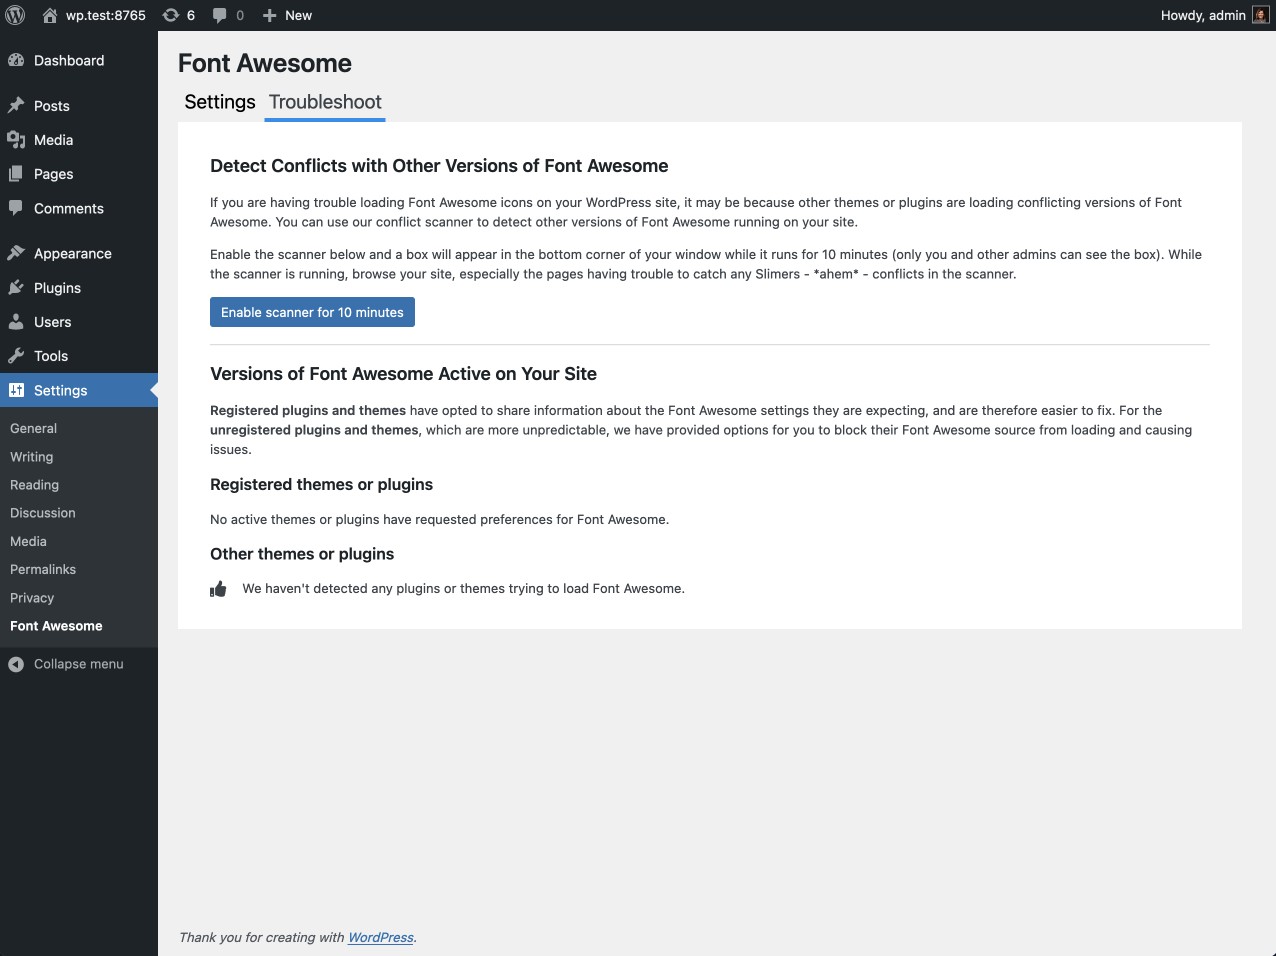 wp.test:8765 6 0 New Howdy, admin
Dashboard
Posts
Media
Pages
Comments
Appearance
Plugins
Users
Tools
Settings
General
Writing
Reading
Discussion
Media
Permalinks
Privacy
Font Awesome
Collapse menu
Font Awesome
Settings Troubleshoot
Detect Conflicts with Other Versions of Font Awesome
If you are having trouble loading Font Awesome icons on your WordPress site, it may be because other themes or plugins are loading conflicting versions of Font
Awesome. You can use our conflict scanner to detect other versions of Font Awesome running on your site.
Enable the scanner below and a box will appear in the bottom corner of your window while it runs for 10 minutes (only you and other admins can see the box). While
the scanner is running, browse your site, especially the pages having trouble to catch any Slimers - *ahem* - conflicts in the scanner.
Enable scanner for 10 minutes
Versions of Font Awesome Active on Your Site
Registered plugins and themes have opted to share information about the Font Awesome settings they are expecting, and are therefore easier to fix. For the
unregistered plugins and themes, which are more unpredictable, we have provided options for you to block their Font Awesome source from loading and causing
issues.
Registered themes or plugins
No active themes or plugins have requested preferences for Font Awesome.
Other themes or plugins
We haven't detected any plugins or themes trying to load Font Awesome.
Thank you for creating with WordPress.